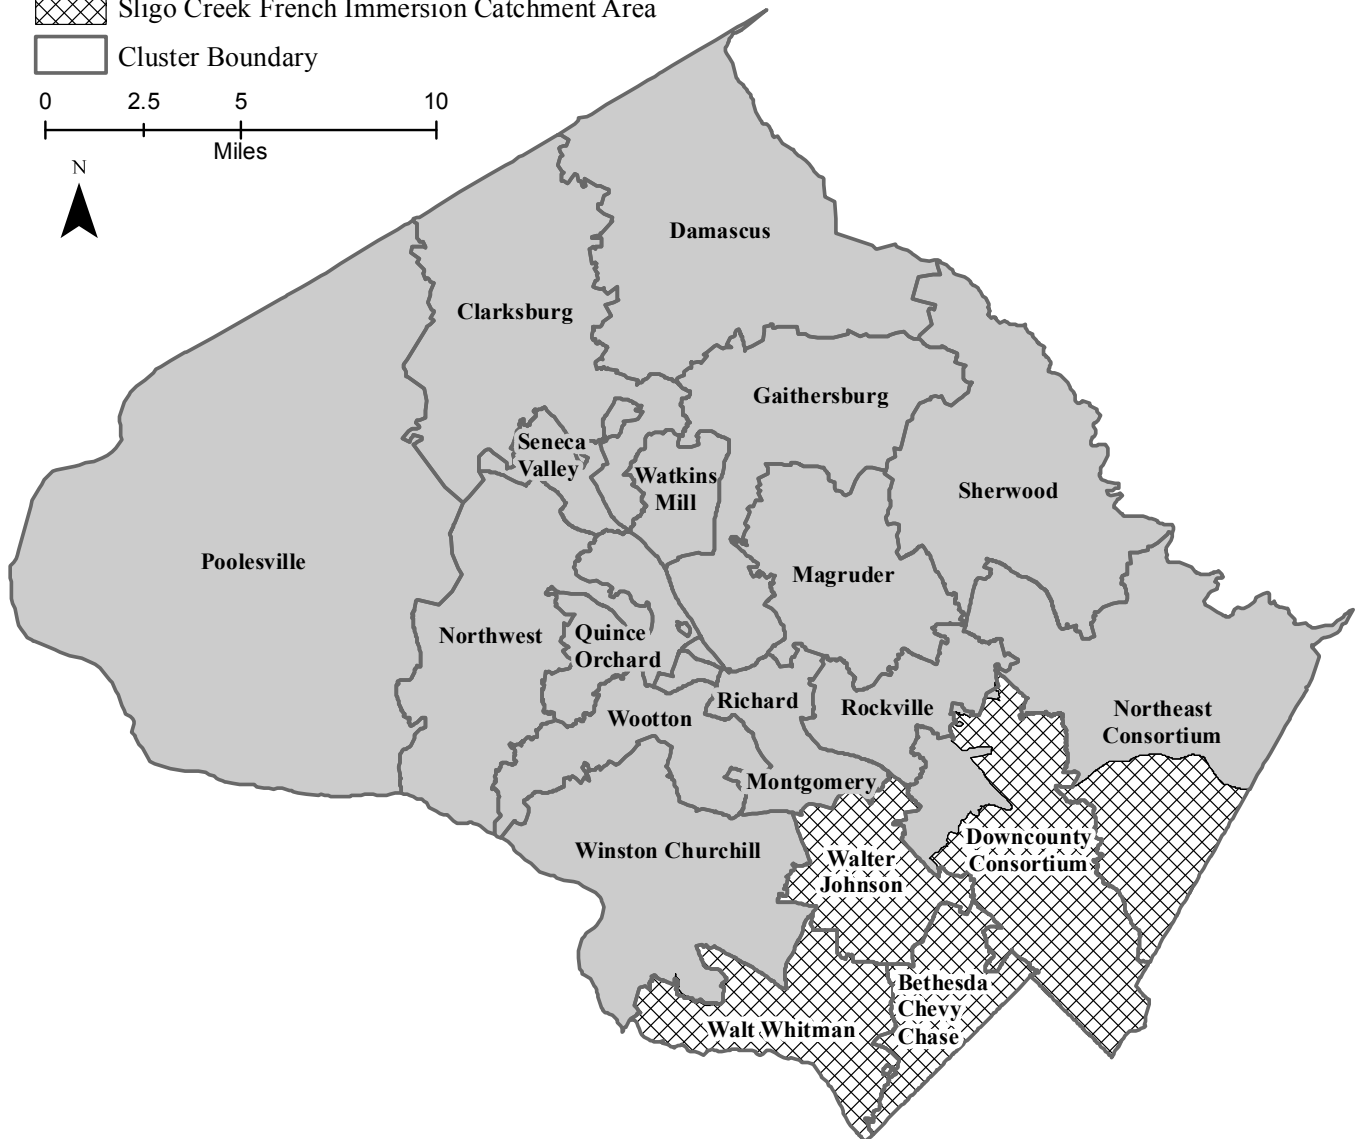 Sligo Creek French Immersion Catchment Area
Cluster Boundary
0 2.5 5 10
Miles
N
Damascus
Clarksburg
Gaithersburg
Seneca
Valley
Watkins
Mill
Sherwood
Poolesville
Magruder
Northwest
Quince
Orchard
Richard
Montgomery
Rockville
Wootton
Northeast
Consortium
Winston Churchill
Walter
Johnson
Downcounty
Consortium
Bethesda
Chevy
Chase
Walt Whitman